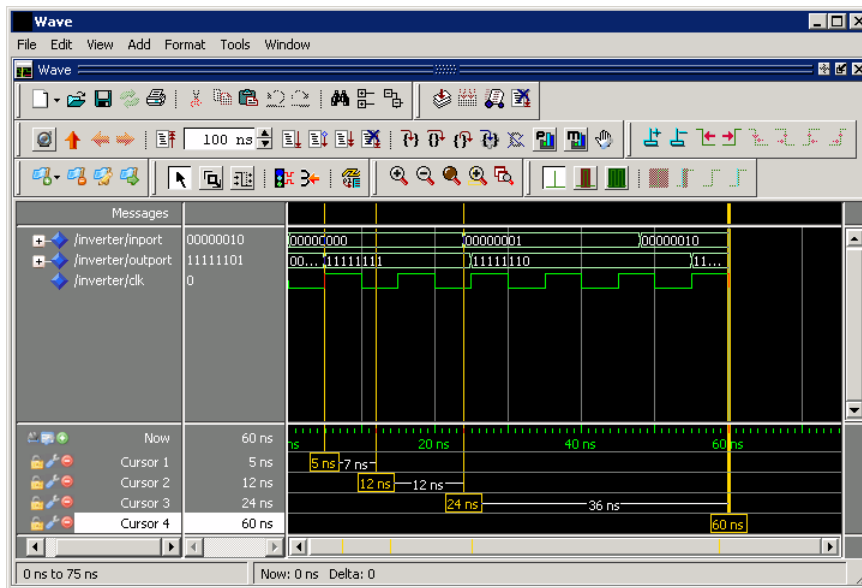 Wave
File Edit View Add Format Tools Window
Wave
100 ns
Messages
/inverter/inport 00000010 00000000 00000001 00000010
/inverter/outport 11111101 00... 11111111 11111110 11...
/inverter/clk 0
Now 60 ns ns 20 ns 40 ns 60 ns
Cursor 1 5 ns 5 ns 7 ns
Cursor 2 12 ns 12 ns 12 ns
Cursor 3 24 ns 24 ns 36 ns
Cursor 4 60 ns 60 ns
0 ns to 75 ns Now: 0 ns Delta: 0